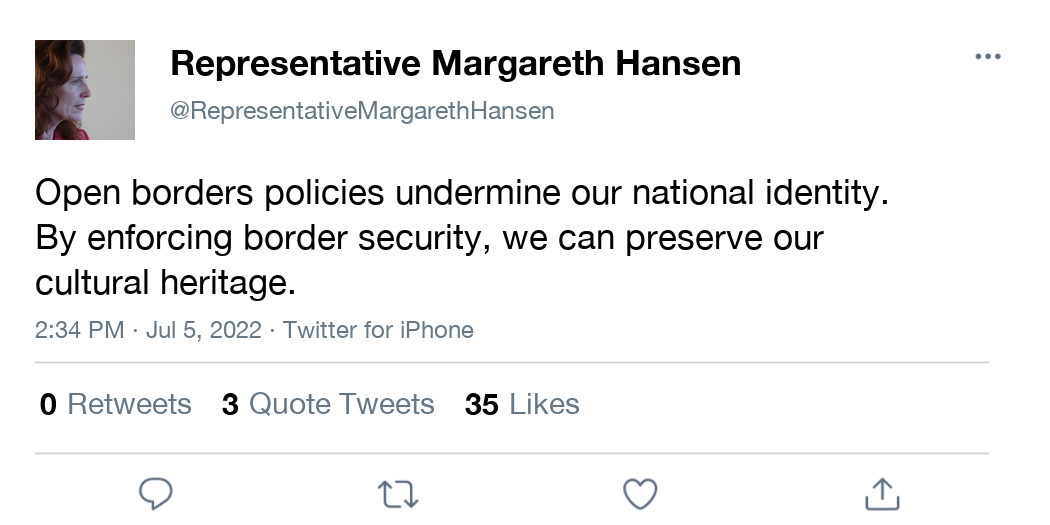 Representative Margareth Hansen
@RepresentativeMargarethHansen
Open borders policies undermine our national identity.
By enforcing border security, we can preserve our
cultural heritage.
2:34 PM · Jul 5, 2022 · Twitter for iPhone
0 Retweets 3 Quote Tweets 35 Likes